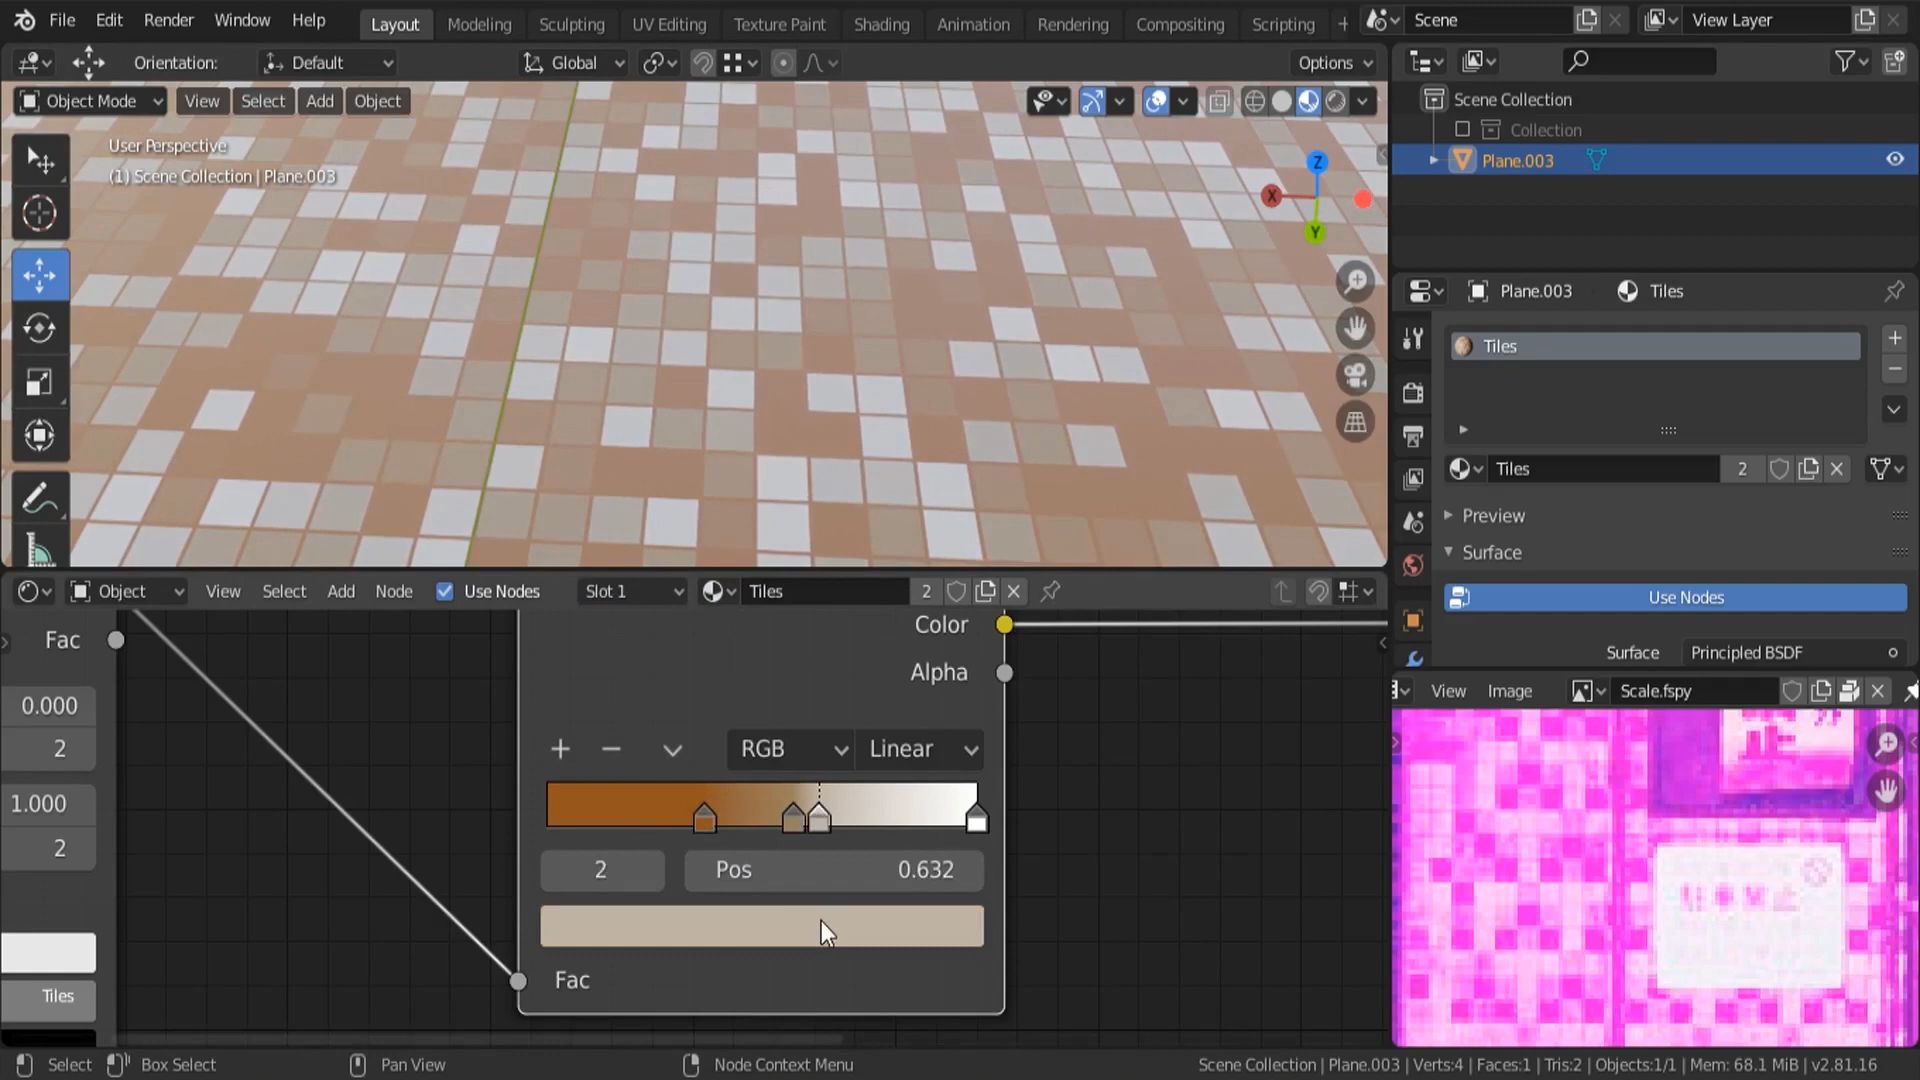 File Edit Render Window Help Layout Modeling Sculpting UV Editing Texture Paint Shading Animation Rendering Compositing Scripting + Scene View Layer
Orientation: Default Global Options
Object Mode View Select Add Object
Scene Collection
Collection
Plane.003
User Perspective
(1) Scene Collection | Plane.003
Z
X
Y
Plane.003 Tiles
Tiles
Tiles 2
Preview
Surface
Use Nodes
Surface Principled BSDF
Object View Select Add Node Use Nodes Slot 1 Tiles 2
Fac
0.000
2
1.000
2
Tiles
Color
Alpha
RGB Linear
2 Pos 0.632
Fac
View Image Scale.fspy
Select Box Select Pan View Node Context Menu Scene Collection | Plane.003 | Verts:4 | Faces:1 | Tris:2 | Objects:1/1 | Mem: 68.1 MiB | v2.81.16